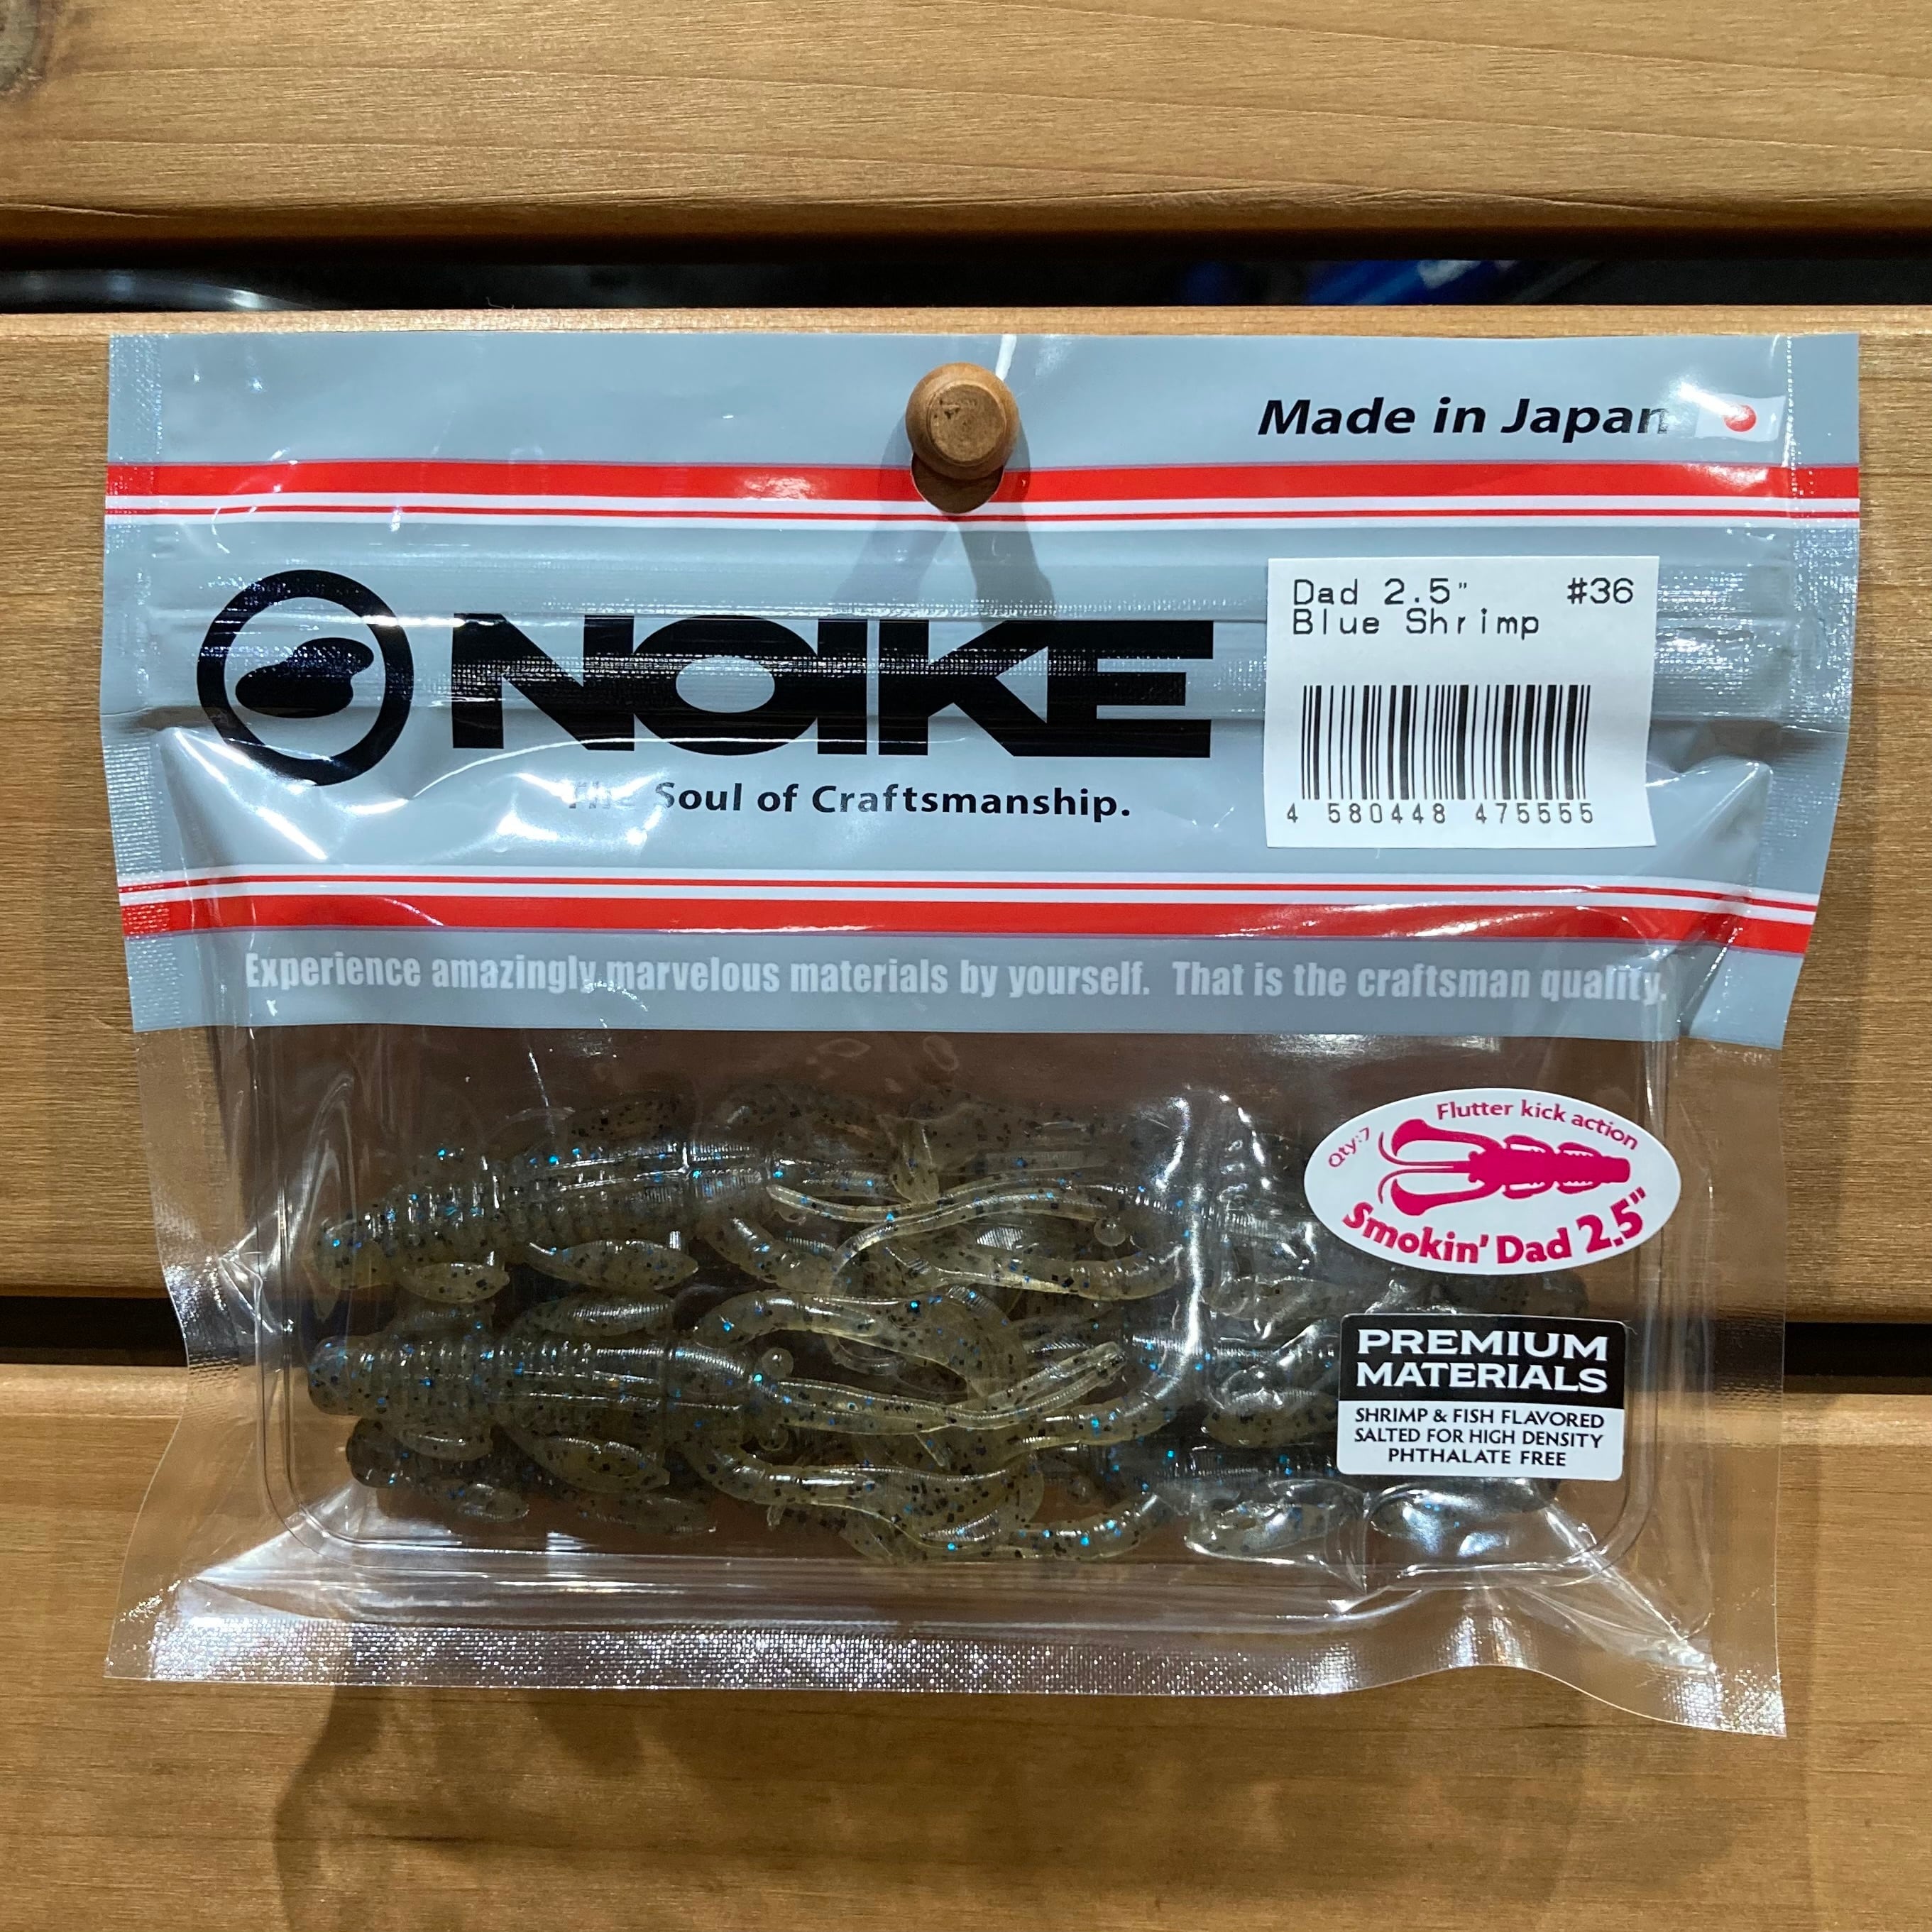 Made in Japan
NOIKE
The Soul of Craftsmanship.
Dad 2.5" #36
Blue Shrimp
4 580448 475555
Experience amazingly marvelous materials by yourself. That is the craftsman quality.
Flutter kick action
Qty:7
Smokin' Dad 2.5"
PREMIUM
MATERIALS
SHRIMP & FISH FLAVORED
SALTED FOR HIGH DENSITY
PHTHALATE FREE